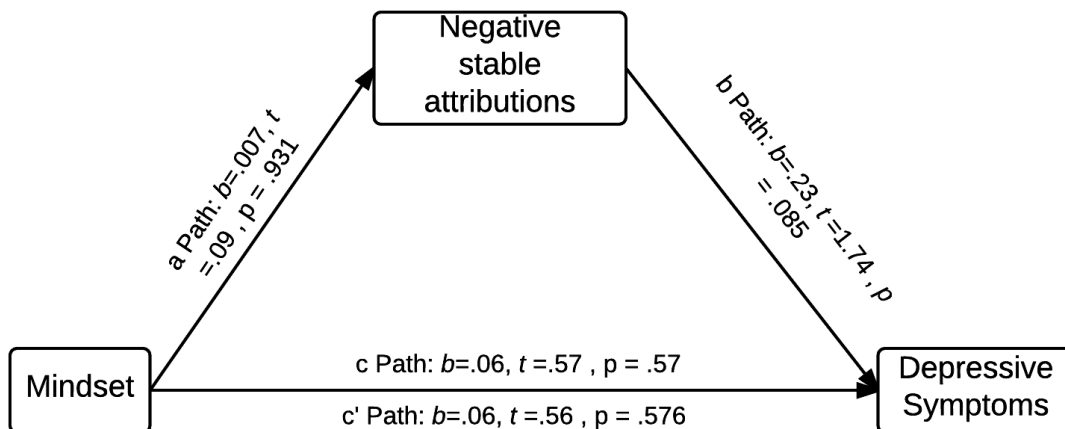 Negative
stable
attributions
a Path: b=.007, t
=.09 , p = .931
b Path: b=.23, t =1.74 , p
= .085
c Path: b=.06, t =.57 , p = .57
Mindset
c' Path: b=.06, t =.56 , p = .576
Depressive
Symptoms